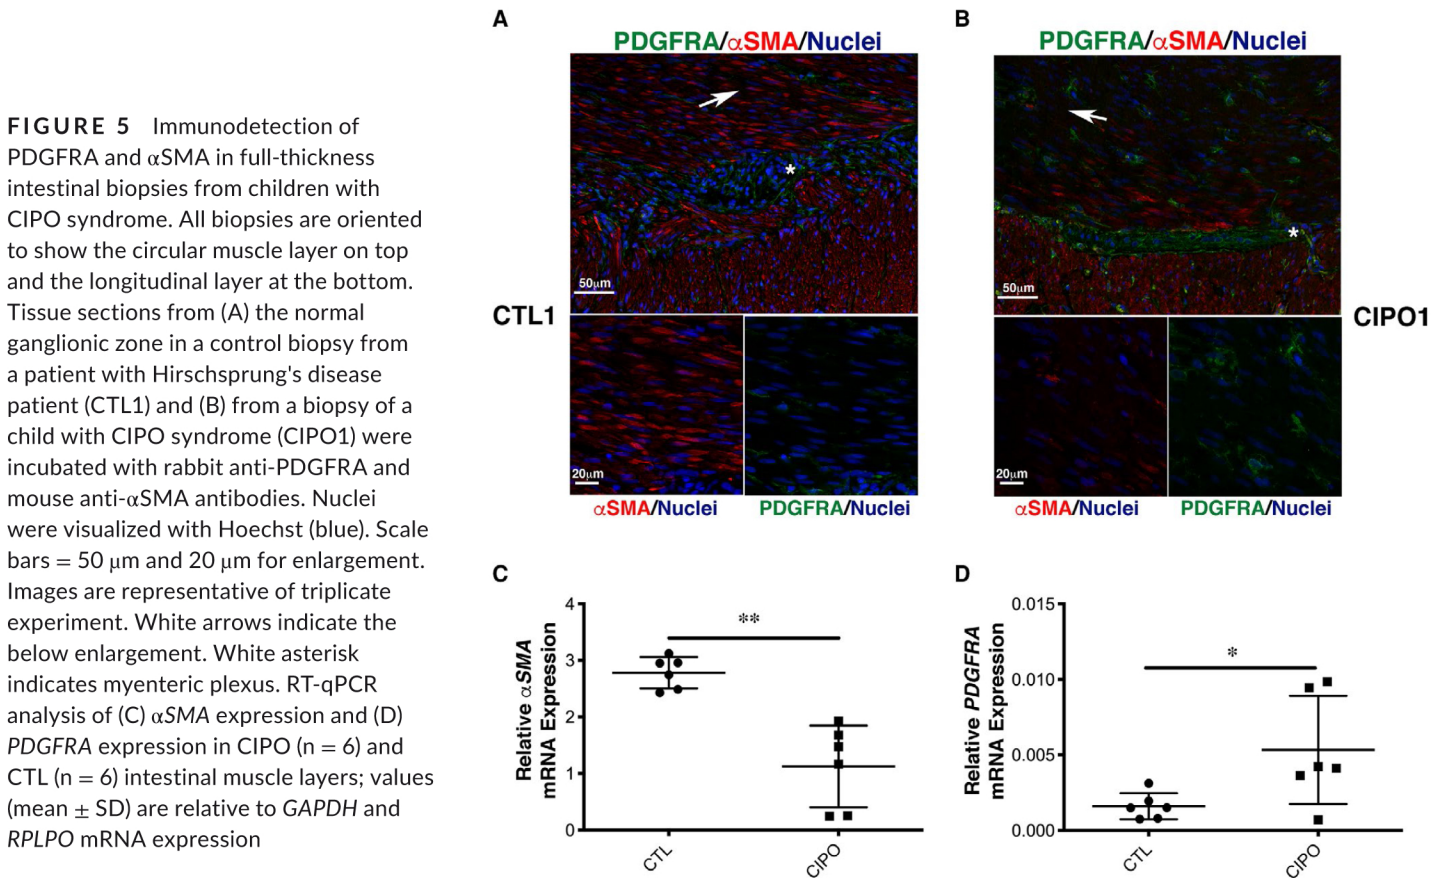 FIGURE 5 Immunodetection of
PDGFRA and αSMA in full-thickness
intestinal biopsies from children with
CIPO syndrome. All biopsies are oriented
to show the circular muscle layer on top
and the longitudinal layer at the bottom.
Tissue sections from (A) the normal
ganglionic zone in a control biopsy from
a patient with Hirschsprung's disease
patient (CTL1) and (B) from a biopsy of a
child with CIPO syndrome (CIPO1) were
incubated with rabbit anti-PDGFRA and
mouse anti-αSMA antibodies. Nuclei
were visualized with Hoechst (blue). Scale
bars = 50 μm and 20 μm for enlargement.
Images are representative of triplicate
experiment. White arrows indicate the
below enlargement. White asterisk
indicates myenteric plexus. RT-qPCR
analysis of (C) αSMA expression and (D)
PDGFRA expression in CIPO (n = 6) and
CTL (n = 6) intestinal muscle layers; values
(mean ± SD) are relative to GAPDH and
RPLPO mRNA expression
A
PDGFRA/αSMA/Nuclei
*
50μm
CTL1
20μm
αSMA/Nuclei
PDGFRA/Nuclei
B
PDGFRA/αSMA/Nuclei
*
50μm
CIPO1
20μm
αSMA/Nuclei
PDGFRA/Nuclei
C
Relative αSMA
mRNA Expression
4
3
2
1
0
**
CTL
CIPO
D
Relative PDGFRA
mRNA Expression
0.015
0.010
0.005
0.000
*
CTL
CIPO